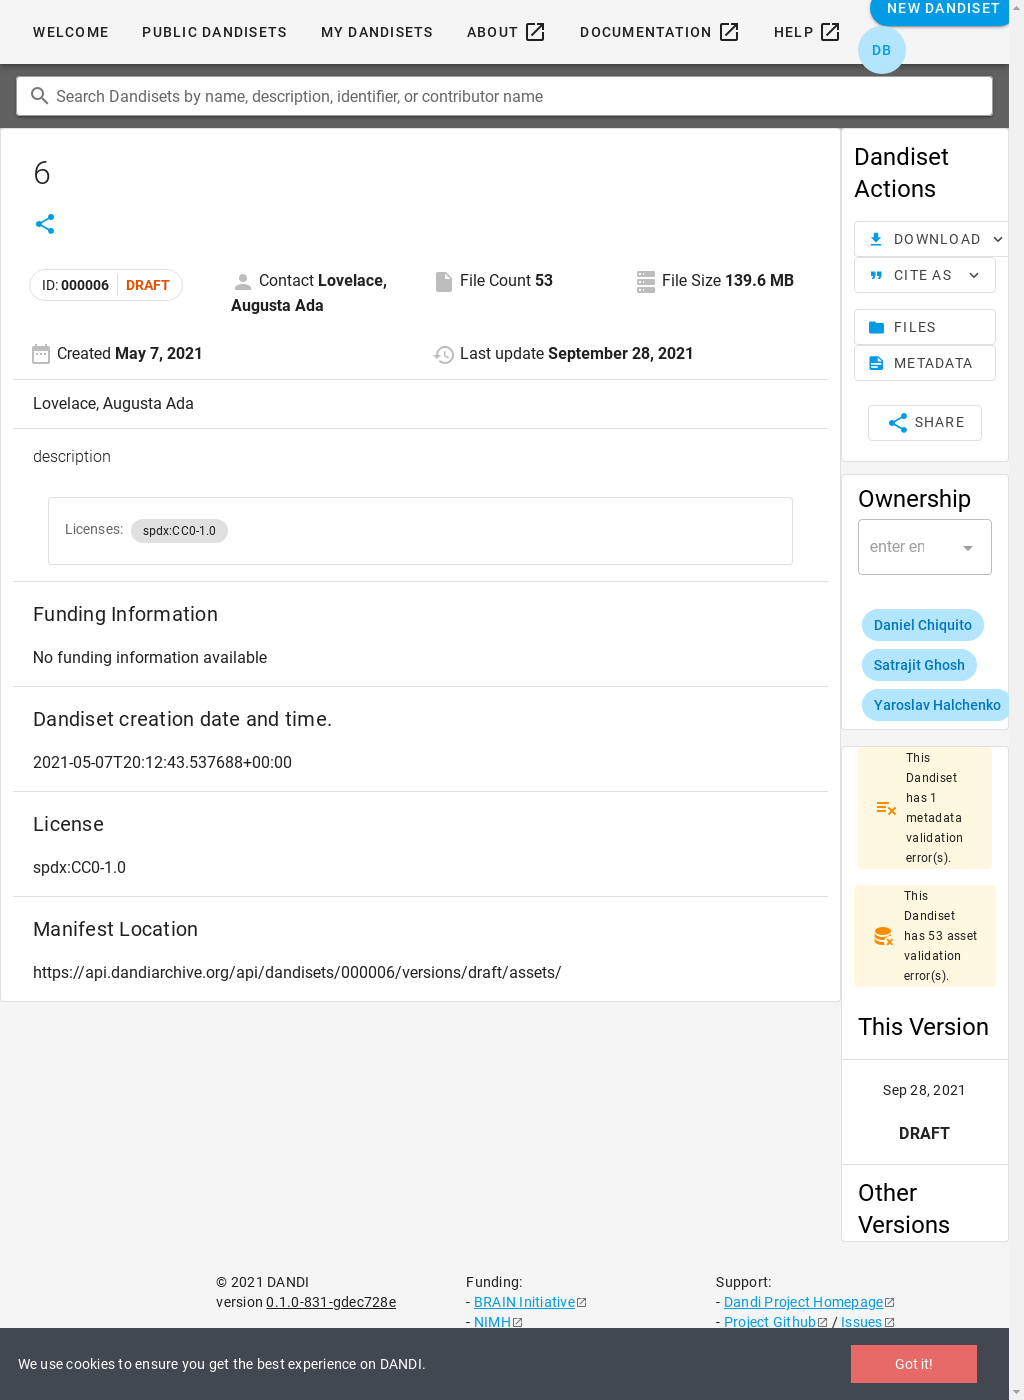 WELCOME
PUBLIC DANDISETS
MY DANDISETS
ABOUT
DOCUMENTATION
HELP
NEW DANDISET
DB
Search Dandisets by name, description, identifier, or contributor name
6
ID: 000006 DRAFT
Contact Lovelace,
Augusta Ada
File Count 53
File Size 139.6 MB
Created May 7, 2021
Last update September 28, 2021
Lovelace, Augusta Ada
description
Licenses: spdx:CC0-1.0
Funding Information
No funding information available
Dandiset creation date and time.
2021-05-07T20:12:43.537688+00:00
License
spdx:CC0-1.0
Manifest Location
https://api.dandiarchive.org/api/dandisets/000006/versions/draft/assets/
Dandiset
Actions
DOWNLOAD
CITE AS
FILES
METADATA
SHARE
Ownership
enter en
Daniel Chiquito
Satrajit Ghosh
Yaroslav Halchenko
This
Dandiset
has 1
metadata
validation
error(s).
This
Dandiset
has 53 asset
validation
error(s).
This Version
Sep 28, 2021
DRAFT
Other
Versions
© 2021 DANDI
version 0.1.0-831-gdec728e
Funding:
- BRAIN Initiative
- NIMH
Support:
- Dandi Project Homepage
- Project Github / Issues
We use cookies to ensure you get the best experience on DANDI.
Got it!